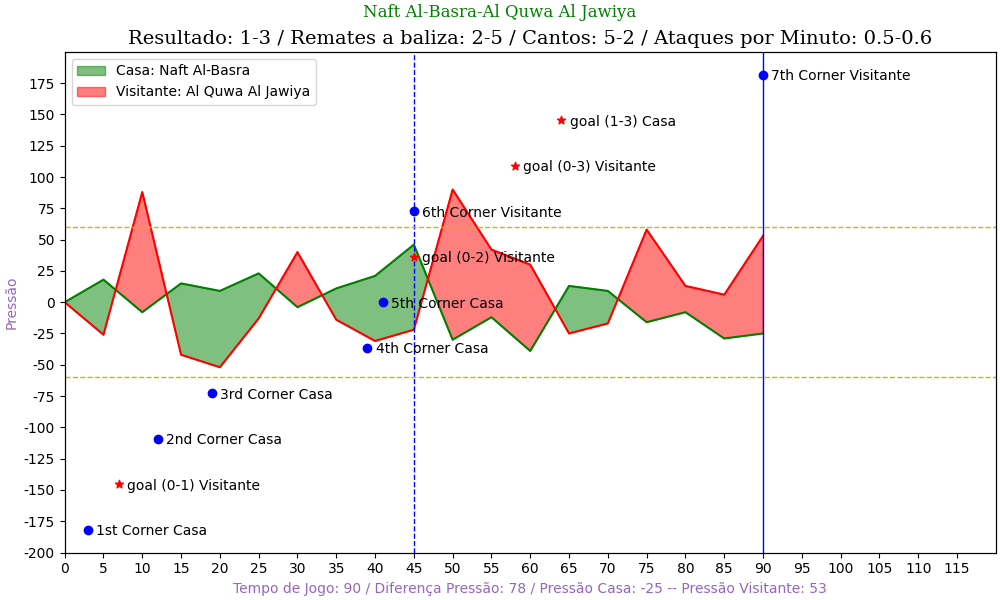 Naft Al-Basra-Al Quwa Al Jawiya
Resultado: 1-3 / Remates a baliza: 2-5 / Cantos: 5-2 / Ataques por Minuto: 0.5-0.6
Casa: Naft Al-Basra
Visitante: Al Quwa Al Jawiya
Pressão
175
150
125
100
75
50
25
0
-25
-50
-75
-100
-125
-150
-175
-200
7th Corner Visitante
goal (1-3) Casa
goal (0-3) Visitante
6th Corner Visitante
goal (0-2) Visitante
5th Corner Casa
4th Corner Casa
3rd Corner Casa
2nd Corner Casa
goal (0-1) Visitante
1st Corner Casa
0 5 10 15 20 25 30 35 40 45 50 55 60 65 70 75 80 85 90 95 100 105 110 115
Tempo de Jogo: 90 / Diferença Pressão: 78 / Pressão Casa: -25 -- Pressão Visitante: 53